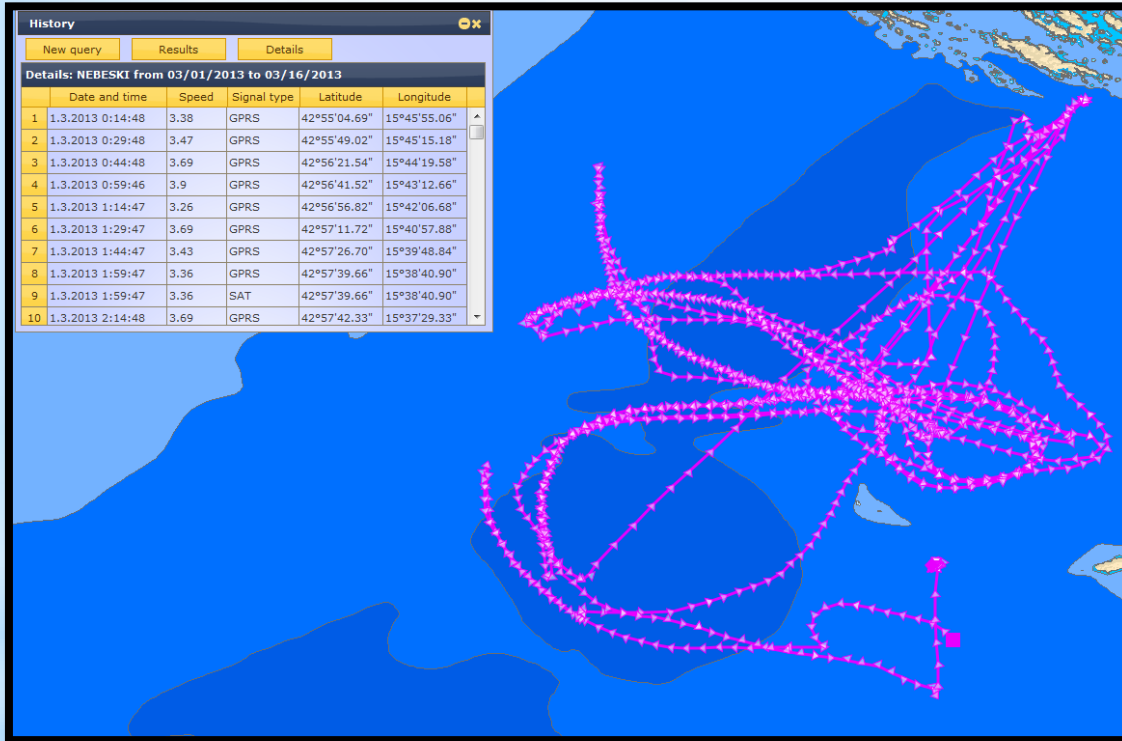 History
New query Results Details
Details: NEBESKI from 03/01/2013 to 03/16/2013
Date and time Speed Signal type Latitude Longitude
1 1.3.2013 0:14:48 3.38 GPRS 42°55'04.69" 15°45'55.06"
2 1.3.2013 0:29:48 3.47 GPRS 42°55'49.02" 15°45'15.18"
3 1.3.2013 0:44:48 3.69 GPRS 42°56'21.54" 15°44'19.58"
4 1.3.2013 0:59:46 3.9 GPRS 42°56'41.52" 15°43'12.66"
5 1.3.2013 1:14:47 3.26 GPRS 42°56'56.82" 15°42'06.68"
6 1.3.2013 1:29:47 3.69 GPRS 42°57'11.72" 15°40'57.88"
7 1.3.2013 1:44:47 3.43 GPRS 42°57'26.70" 15°39'48.84"
8 1.3.2013 1:59:47 3.36 GPRS 42°57'39.66" 15°38'40.90"
9 1.3.2013 1:59:47 3.36 SAT 42°57'39.66" 15°38'40.90"
10 1.3.2013 2:14:48 3.69 GPRS 42°57'42.33" 15°37'29.33"